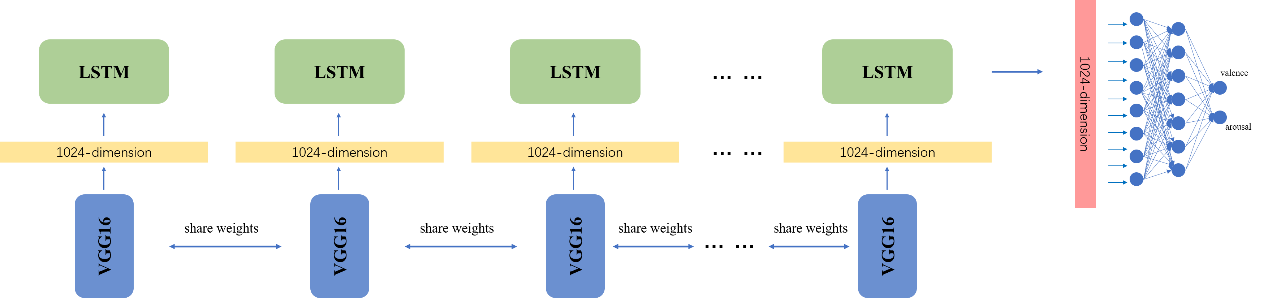 LSTM LSTM LSTM ... ... LSTM
1024-dimension 1024-dimension 1024-dimension ... ... 1024-dimension
VGG16 share weights VGG16 share weights VGG16 share weights ... ... share weights VGG16
1024-dimension
valence
arousal